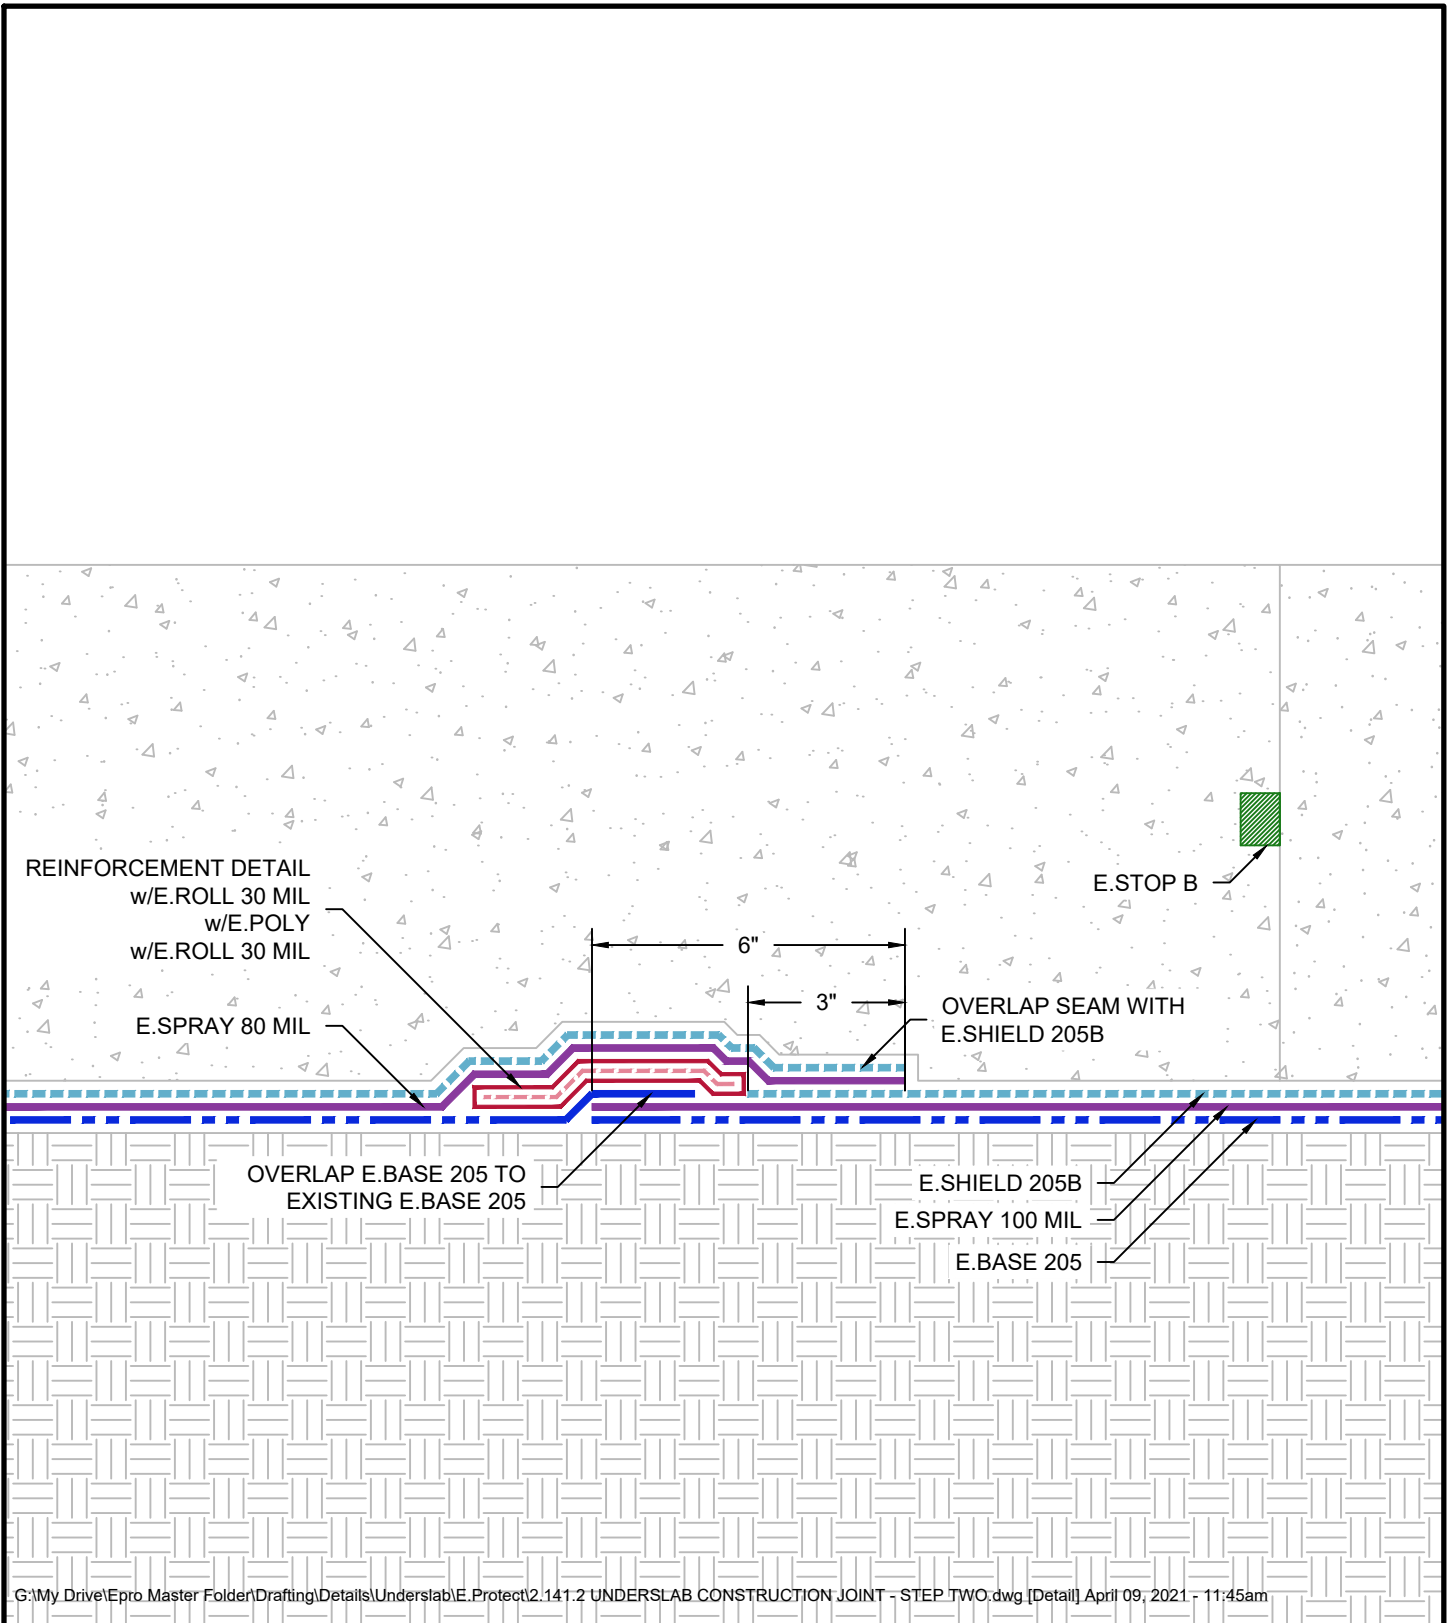 REINFORCEMENT DETAIL
w/E.ROLL 30 MIL
w/E.POLY
w/E.ROLL 30 MIL
E.STOP B
6"
3"
E.SPRAY 80 MIL
OVERLAP SEAM WITH
E.SHIELD 205B
OVERLAP E.BASE 205 TO
EXISTING E.BASE 205
E.SHIELD 205B
E.SPRAY 100 MIL
E.BASE 205
G:\My Drive\Epro Master Folder\Drafting\Details\Underslab\E.Protect\2.141.2 UNDERSLAB CONSTRUCTION JOINT - STEP TWO.dwg [Detail] April 09, 2021 - 11:45am